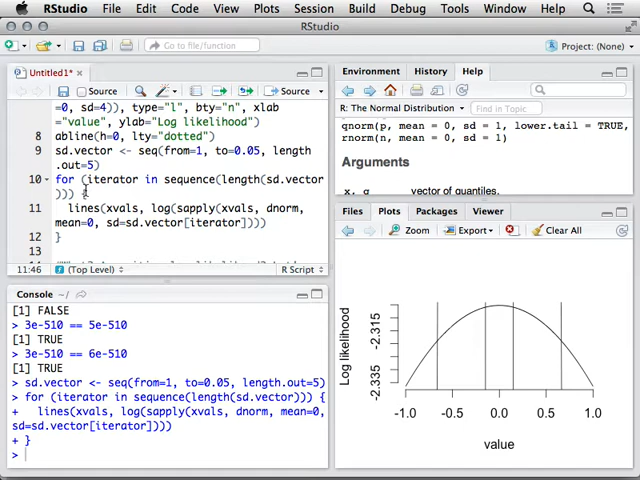 RStudio File Edit Code View Plots Session Build Debug Tools Window Help
RStudio
Go to file/function
Project: (None)
Untitled1*
Source
Source
=0, sd=4)), type="l", bty="n", xlab
="value", ylab="Log likelihood")
8 abline(h=0, lty="dotted")
9 sd.vector <- seq(from=1, to=0.05, length
.out=5)
10 for (iterator in sequence(length(sd.vector
))) {
11 lines(xvals, log(sapply(xvals, dnorm,
mean=0, sd=sd.vector[iterator])))
12 }
13
11:46 (Top Level) R Script
Console ~/
[1] FALSE
> 3e-510 == 5e-510
[1] TRUE
> 3e-510 == 6e-510
[1] TRUE
> sd.vector <- seq(from=1, to=0.05, length.out=5)
> for (iterator in sequence(length(sd.vector))) {
+ lines(xvals, log(sapply(xvals, dnorm, mean=0,
sd=sd.vector[iterator])))
+ }
>
Environment History Help
R: The Normal Distribution Find in Topic
qnorm(p, mean = 0, sd = 1, lower.tail = TRUE,
rnorm(n, mean = 0, sd = 1)
Arguments
x, q vector of quantiles.
Files Plots Packages Viewer
Zoom Export Clear All
Log likelihood
-2.315
-2.335
-1.0 -0.5 0.0 0.5 1.0
value